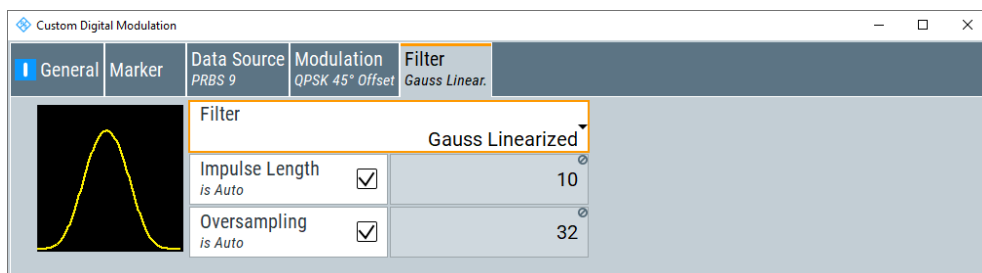 Custom Digital Modulation
General
Marker
Data Source
PRBS 9
Modulation
QPSK 45° Offset
Filter
Gauss Linear.
Filter
Gauss Linearized
Impulse Length
is Auto
10
Oversampling
is Auto
32